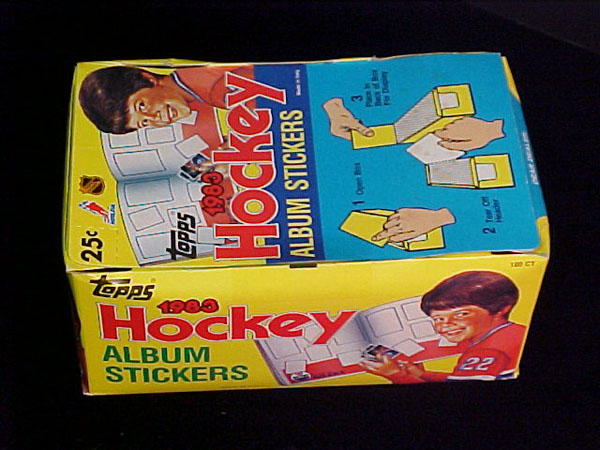 25¢
Topps
1983
Hockey
ALBUM STICKERS
Made in Italy
1 Open Box
2 Tear Off
Header
3
Place in
Back of Box
For Display
100 CT
Topps
1983
Hockey
ALBUM
STICKERS
22